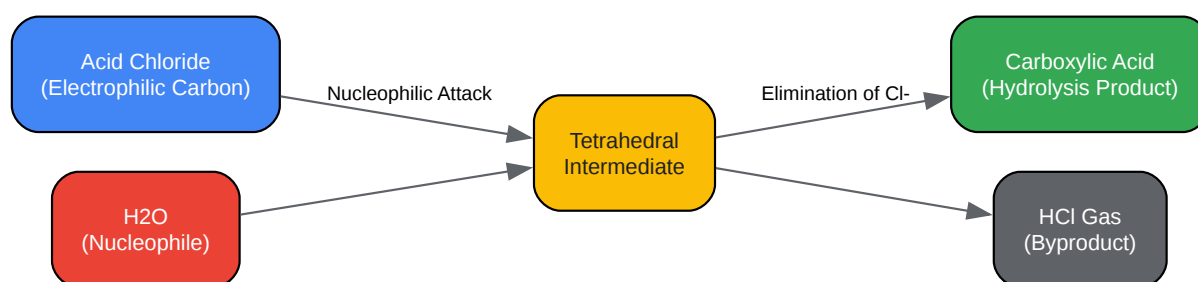 Acid Chloride
(Electrophilic Carbon)
Nucleophilic Attack
H2O
(Nucleophile)
Tetrahedral
Intermediate
Elimination of Cl-
Carboxylic Acid
(Hydrolysis Product)
HCl Gas
(Byproduct)